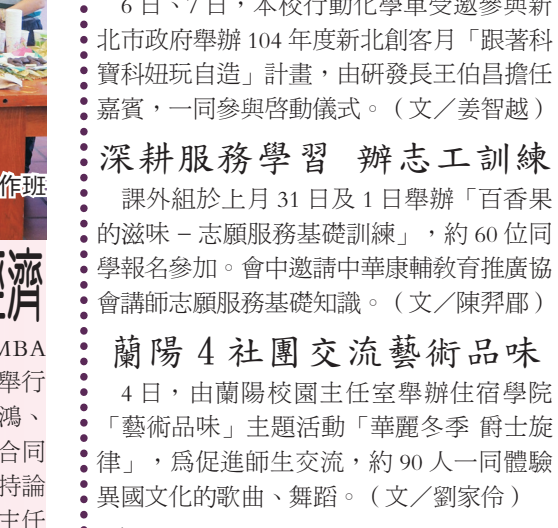 6日、7日，本校行動化學車受邀參與新
北市政府舉辦104年度新北創客月「跟著科
寶科妞玩自造」計畫，由研發長王伯昌擔任
嘉賓，一同參與啓動儀式。（文／姜智越）
深耕服務學習 辦志工訓練
課外組於上月31日及1日舉辦「百香果
的滋味－志願服務基礎訓練」，約60位同
學報名參加。會中邀請中華康輔教育推廣協
會講師志願服務基礎知識。（文／陳羿郿）
蘭陽4社團交流藝術品味
4日，由蘭陽校園主任室舉辦住宿學院
「藝術品味」主題活動「華麗冬季 爵士旋
律」，爲促進師生交流，約90人一同體驗
異國文化的歌曲、舞蹈。（文／劉家伶）
作班
濟
MBA
舉行
鴻、
合同
持論
主任